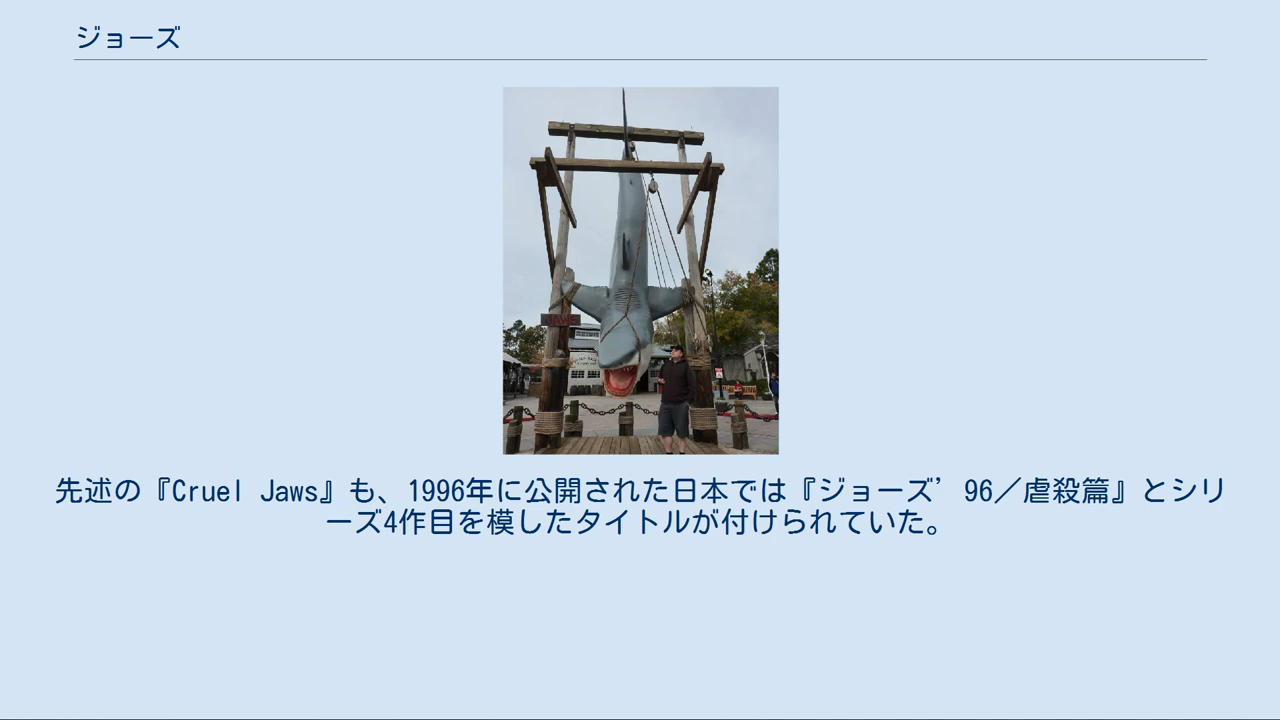 ジョーズ
JAWS
先述の『Cruel Jaws』も、1996年に公開された日本では『ジョーズ’96／虐殺篇』とシリ
ーズ4作目を模したタイトルが付けられていた。